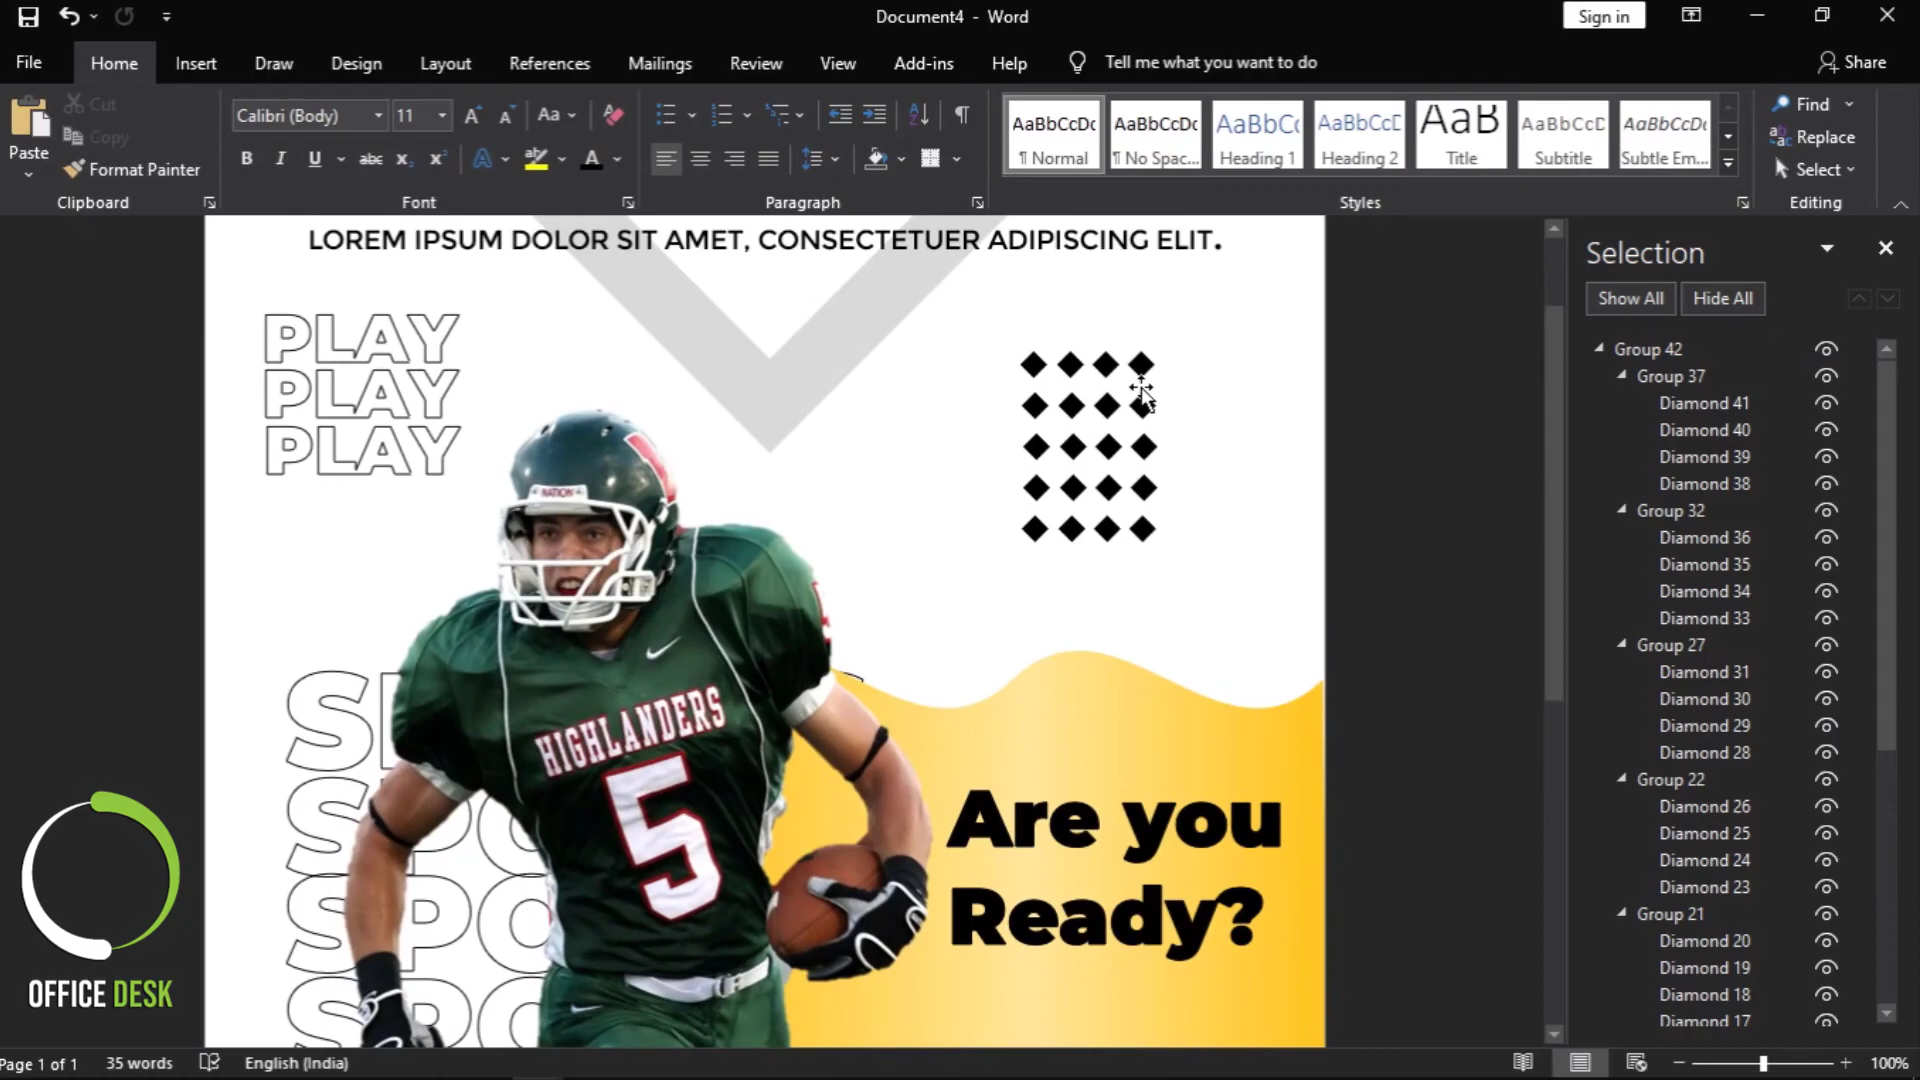 Document4 - Word
Sign in
File
Home
Insert
Draw
Design
Layout
References
Mailings
Review
View
Add-ins
Help
Tell me what you want to do
Share
Paste
Cut
Copy
Format Painter
Clipboard
Calibri (Body)
11
Font
Paragraph
AaBbCcDc
¶ Normal
AaBbCcDc
¶ No Spac...
AaBbCc
Heading 1
AaBbCcD
Heading 2
AaB
Title
AaBbCcD
Subtitle
AaBbCcDc
Subtle Em...
Styles
Find
Replace
Select
Editing
LOREM IPSUM DOLOR SIT AMET, CONSECTETUER ADIPISCING ELIT.
PLAY
PLAY
PLAY
NATION
HIGHLANDERS
5
SPO
SPO
SPO
Are you
Ready?
OFFICE DESK
Selection
Show All
Hide All
Group 42
Group 37
Diamond 41
Diamond 40
Diamond 39
Diamond 38
Group 32
Diamond 36
Diamond 35
Diamond 34
Diamond 33
Group 27
Diamond 31
Diamond 30
Diamond 29
Diamond 28
Group 22
Diamond 26
Diamond 25
Diamond 24
Diamond 23
Group 21
Diamond 20
Diamond 19
Diamond 18
Diamond 17
Page 1 of 1
35 words
English (India)
100%